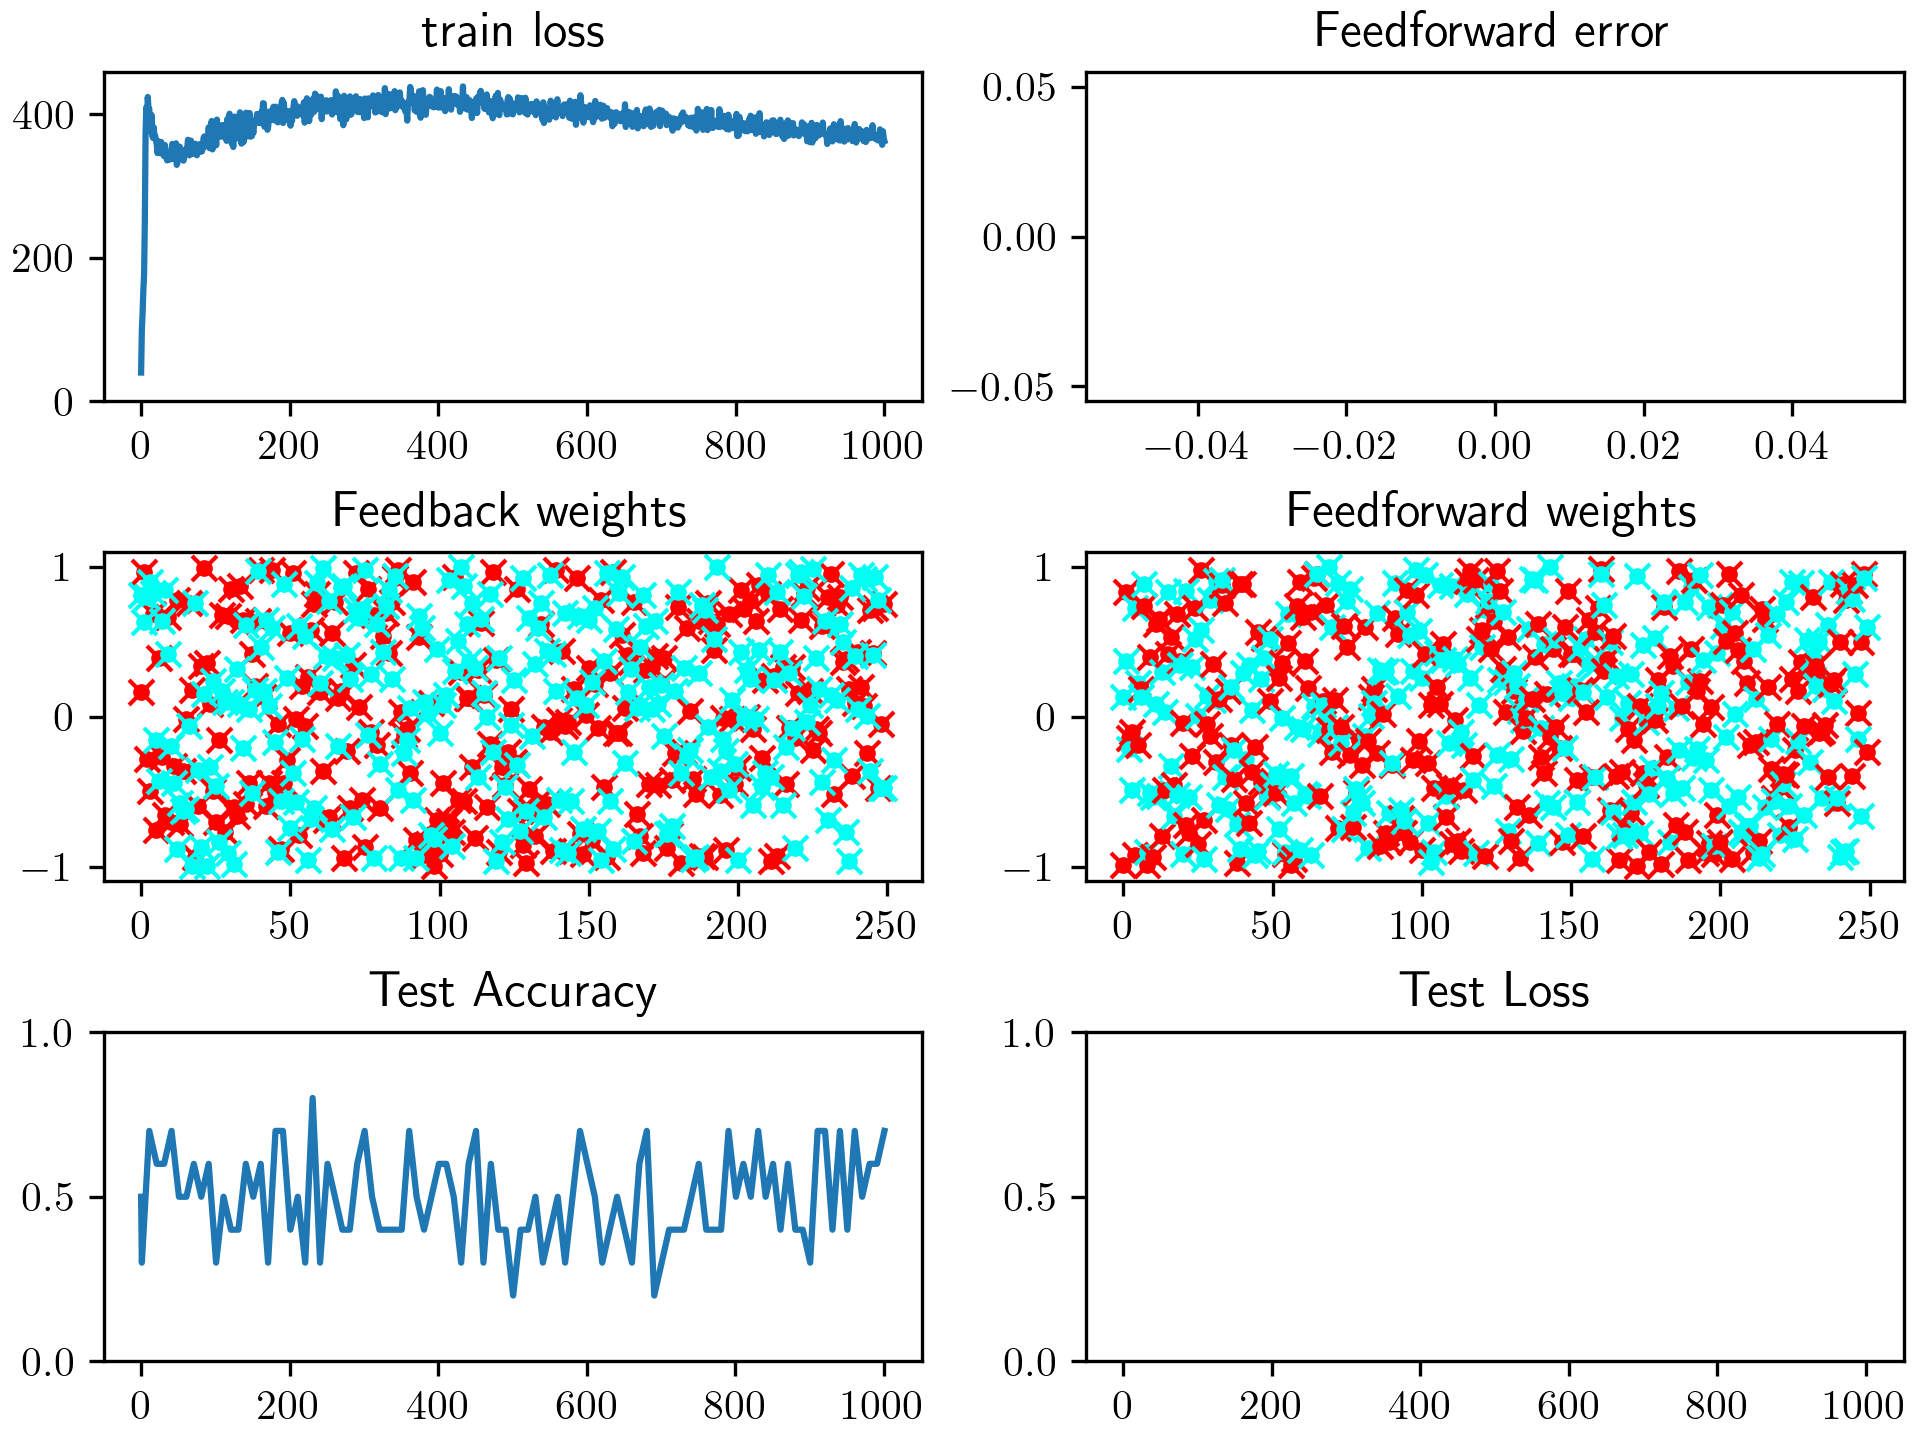 train loss
400
200
0
0 200 400 600 800 1000
Feedforward error
0.05
0.00
−0.05
−0.04 −0.02 0.00 0.02 0.04
Feedback weights
1
0
−1
0 50 100 150 200 250
Feedforward weights
1
0
−1
0 50 100 150 200 250
Test Accuracy
1.0
0.5
0.0
0 200 400 600 800 1000
Test Loss
1.0
0.5
0.0
0 200 400 600 800 1000